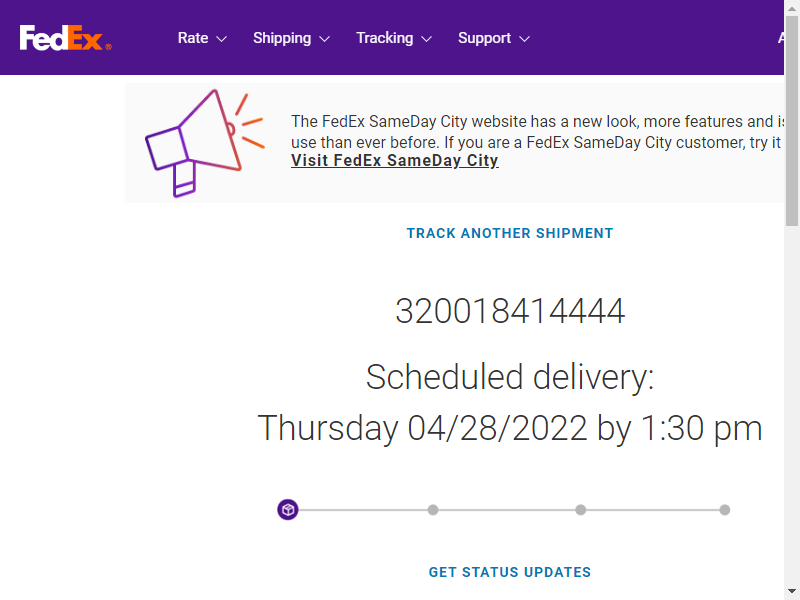 FedEx®
Rate
Shipping
Tracking
Support
The FedEx SameDay City website has a new look, more features and is
use than ever before. If you are a FedEx SameDay City customer, try it
Visit FedEx SameDay City
TRACK ANOTHER SHIPMENT
320018414444
Scheduled delivery:
Thursday 04/28/2022 by 1:30 pm
GET STATUS UPDATES